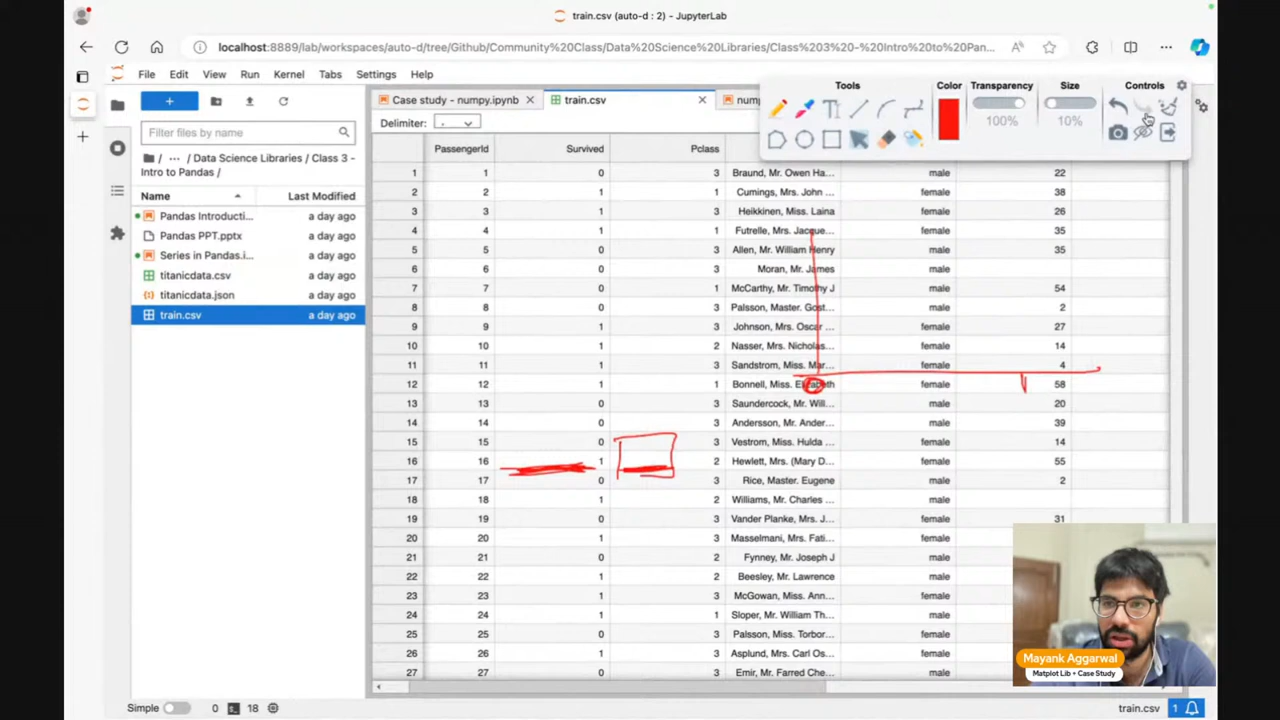 train.csv (auto-d : 2) - JupyterLab
localhost:8889/lab/workspaces/auto-d/tree/Github/Community%20Class/Data%20Science%20Libraries/Class%203%20-%20Intro%20to%20Pan...
File Edit View Run Kernel Tabs Settings Help
Tools Color Transparency Size Controls
100% 10%
+
Filter files by name
/ ... / Data Science Libraries / Class 3 -
Intro to Pandas /
Name Last Modified
Pandas Introducti... a day ago
Pandas PPT.pptx a day ago
Series in Pandas.i... a day ago
titanicdata.csv a day ago
titanicdata.json a day ago
train.csv a day ago
Case study - numpy.ipynb train.csv
Delimiter: ,
PassengerId Survived Pclass
1 1 0 3 Braund, Mr. Owen Ha... male 22
2 2 1 1 Cumings, Mrs. John ... female 38
3 3 1 3 Heikkinen, Miss. Laina female 26
4 4 1 1 Futrelle, Mrs. Jacque... female 35
5 5 0 3 Allen, Mr. William Henry male 35
6 6 0 3 Moran, Mr. James male
7 7 0 1 McCarthy, Mr. Timothy J male 54
8 8 0 3 Palsson, Master. Gost... male 2
9 9 1 3 Johnson, Mrs. Oscar ... female 27
10 10 1 2 Nasser, Mrs. Nicholas... female 14
11 11 1 3 Sandstrom, Miss. Mar... female 4
12 12 1 1 Bonnell, Miss. Elizabeth female 58
13 13 0 3 Saundercock, Mr. Will... male 20
14 14 0 3 Andersson, Mr. Ander... male 39
15 15 0 3 Vestrom, Miss. Hulda ... female 14
16 16 1 2 Hewlett, Mrs. (Mary D... female 55
17 17 0 3 Rice, Master. Eugene male 2
18 18 1 2 Williams, Mr. Charles ... male
19 19 0 3 Vander Planke, Mrs. J... female 31
20 20 1 3 Masselmani, Mrs. Fati... female
21 21 0 2 Fynney, Mr. Joseph J male
22 22 1 2 Beesley, Mr. Lawrence male
23 23 1 3 McGowan, Miss. Ann... female
24 24 1 1 Sloper, Mr. William Th... male
25 25 0 3 Palsson, Miss. Torbor... female
26 26 1 3 Asplund, Mrs. Carl Os... female
27 27 0 3 Emir, Mr. Farred Che... male
Mayank Aggarwal
Matplot Lib + Case Study
Simple 0 18 train.csv 1